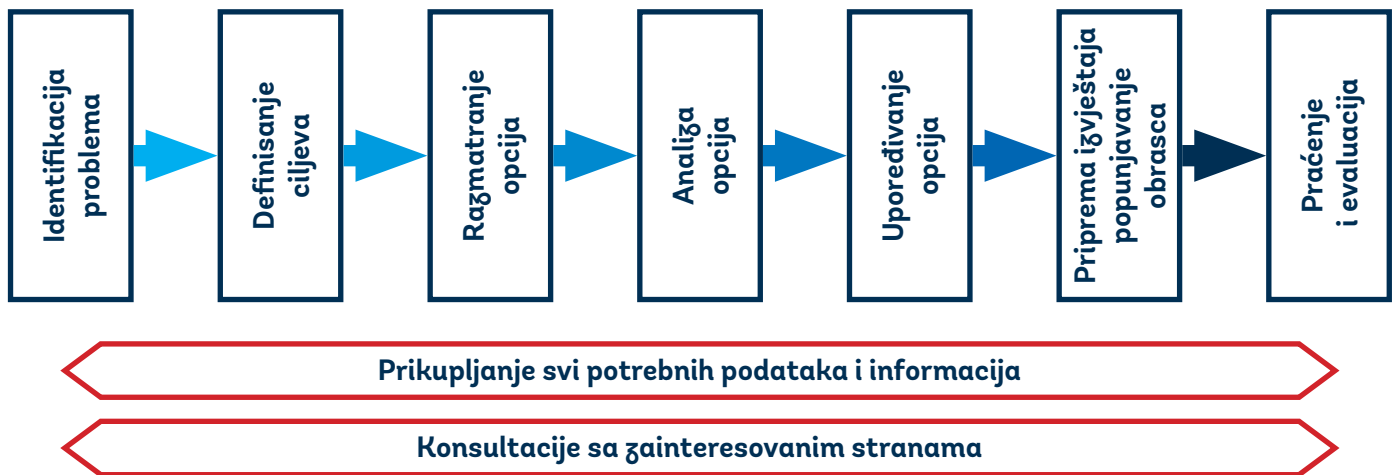 Identifikacija
problema
Definisanje
ciljeva
Razmatranje
opcija
Analiza
opcija
Upoređivanje
opcija
Priprema izvještaja
popunjavanje
obrasca
Praćenje
i evaluacija
Prikupljanje svi potrebnih podataka i informacija
Konsultacije sa zainteresovanim stranama